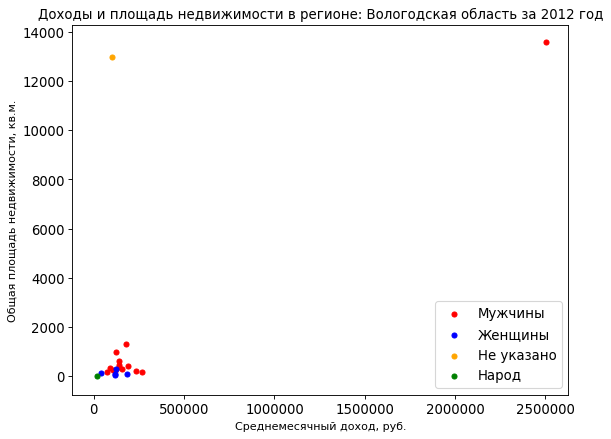 Доходы и площадь недвижимости в регионе: Вологодская область за 2012 год
14000
12000
10000
8000
6000
4000
2000
0
Общая площадь недвижимости, кв.м.
Мужчины
Женщины
Не указано
Народ
0 500000 1000000 1500000 2000000 2500000
Среднемесячный доход, руб.